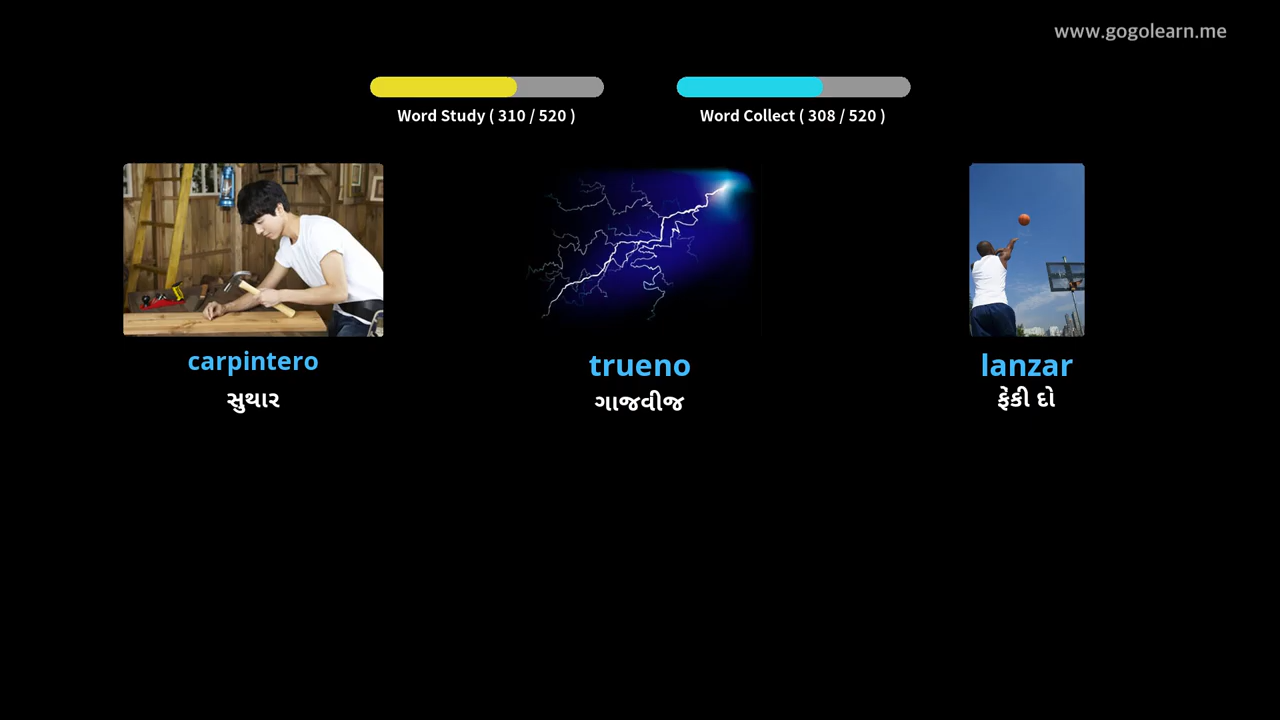 www.gogolearn.me
Word Study ( 310 / 520 )
Word Collect ( 308 / 520 )
carpintero
સુથાર
trueno
ગાજવીજ
lanzar
ફેંકી દો